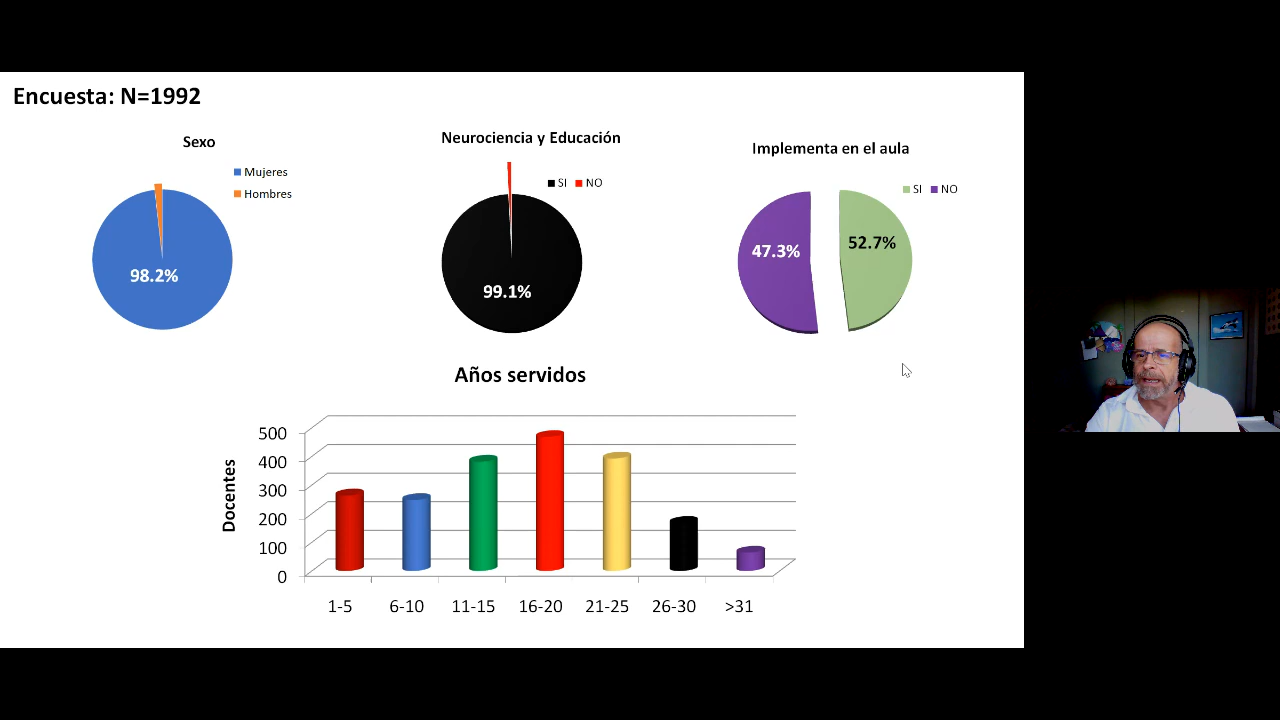 Encuesta: N=1992
Sexo
Mujeres
Hombres
98.2%
Neurociencia y Educación
SI NO
99.1%
Implementa en el aula
SI NO
47.3%
52.7%
Años servidos
Docentes
500
400
300
200
100
0
1-5 6-10 11-15 16-20 21-25 26-30 >31